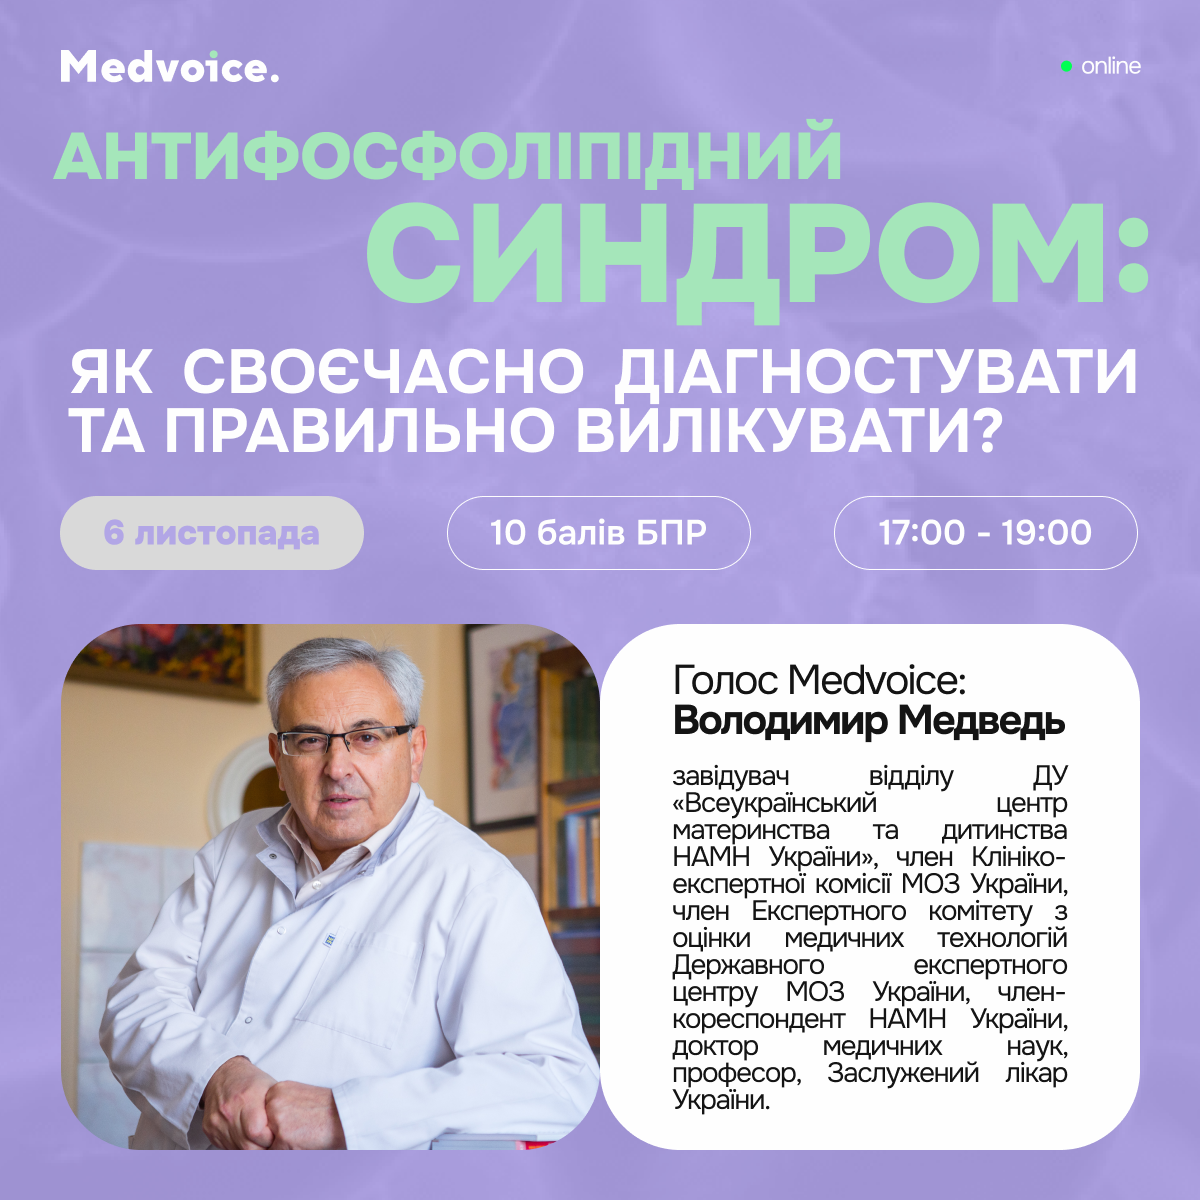 Medvoice.
online
АНТИФОСФОЛІПІДНИЙ
СИНДРОМ:
ЯК СВОЄЧАСНО ДІАГНОСТУВАТИ
ТА ПРАВИЛЬНО ВИЛІКУВАТИ?
6 листопада
10 балів БПР
17:00 - 19:00
Голос Medvoice:
Володимир Медведь
завідувач відділу ДУ
«Всеукраїнський центр
материнства та дитинства
НАМН України», член Клініко-
експертної комісії МОЗ України,
член Експертного комітету з
оцінки медичних технологій
Державного експертного
центру МОЗ України, член-
кореспондент НАМН України,
доктор медичних наук,
професор, Заслужений лікар
України.